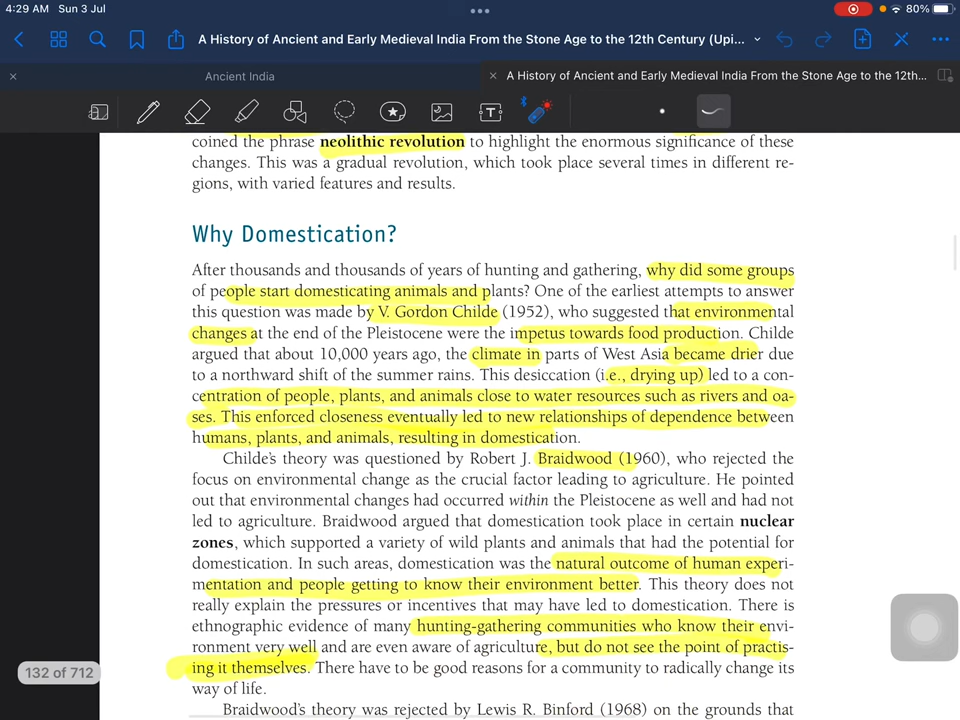 4:29 AM Sun 3 Jul
80%
A History of Ancient and Early Medieval India From the Stone Age to the 12th Century (Upi...
Ancient India
A History of Ancient and Early Medieval India From the Stone Age to the 12th...
coined the phrase neolithic revolution to highlight the enormous significance of these
changes. This was a gradual revolution, which took place several times in different re-
gions, with varied features and results.
Why Domestication?
After thousands and thousands of years of hunting and gathering, why did some groups
of people start domesticating animals and plants? One of the earliest attempts to answer
this question was made by V. Gordon Childe (1952), who suggested that environmental
changes at the end of the Pleistocene were the impetus towards food production. Childe
argued that about 10,000 years ago, the climate in parts of West Asia became drier due
to a northward shift of the summer rains. This desiccation (i.e., drying up) led to a con-
centration of people, plants, and animals close to water resources such as rivers and oa-
ses. This enforced closeness eventually led to new relationships of dependence between
humans, plants, and animals, resulting in domestication.
Childe's theory was questioned by Robert J. Braidwood (1960), who rejected the
focus on environmental change as the crucial factor leading to agriculture. He pointed
out that environmental changes had occurred within the Pleistocene as well and had not
led to agriculture. Braidwood argued that domestication took place in certain nuclear
zones, which supported a variety of wild plants and animals that had the potential for
domestication. In such areas, domestication was the natural outcome of human experi-
mentation and people getting to know their environment better. This theory does not
really explain the pressures or incentives that may have led to domestication. There is
ethnographic evidence of many hunting-gathering communities who know their envi-
ronment very well and are even aware of agriculture, but do not see the point of practis-
ing it themselves. There have to be good reasons for a community to radically change its
way of life.
132 of 712
Braidwood's theory was rejected by Lewis R. Binford (1968) on the grounds that